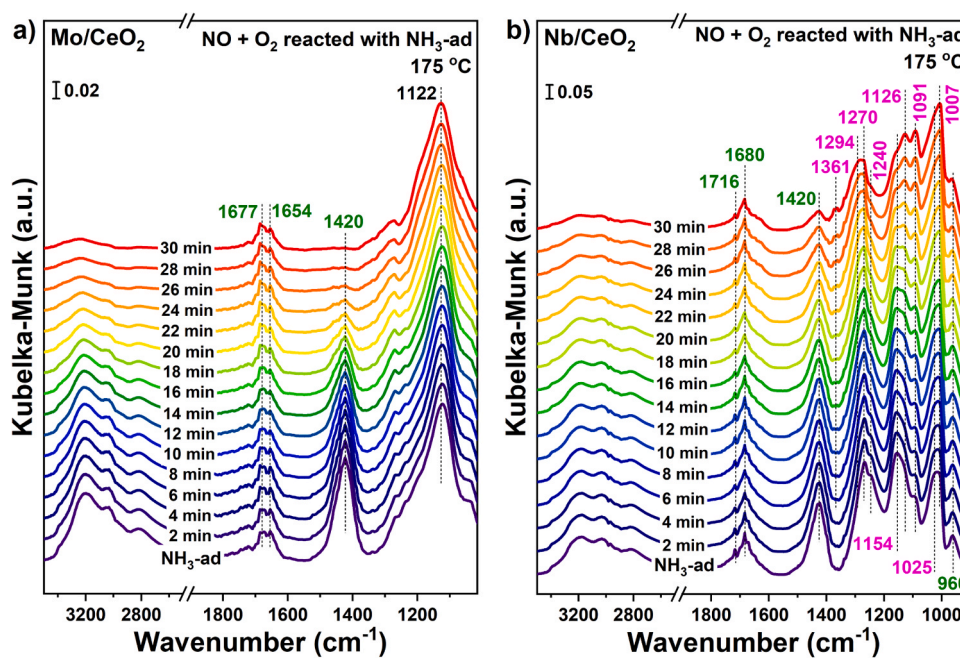 a)
Mo/CeO₂
NO + O₂ reacted with NH₃-ad
175 °C
0.02
1122
1677
1654
1420
30 min
28 min
26 min
24 min
22 min
20 min
18 min
16 min
14 min
12 min
10 min
8 min
6 min
4 min
2 min
NH₃-ad
Kubelka-Munk (a.u.)
3200 2800 1800 1600 1400 1200
Wavenumber (cm⁻¹)
b)
Nb/CeO₂
NO + O₂ reacted with NH₃-ad
175 °C
0.05
1126
1091
1007
1270
1294
1361
1240
1680
1716
1420
30 min
28 min
26 min
24 min
22 min
20 min
18 min
16 min
14 min
12 min
10 min
8 min
6 min
4 min
2 min
NH₃-ad
1154
1025
960
Kubelka-Munk (a.u.)
3200 2800 1800 1600 1400 1200 1000
Wavenumber (cm⁻¹)